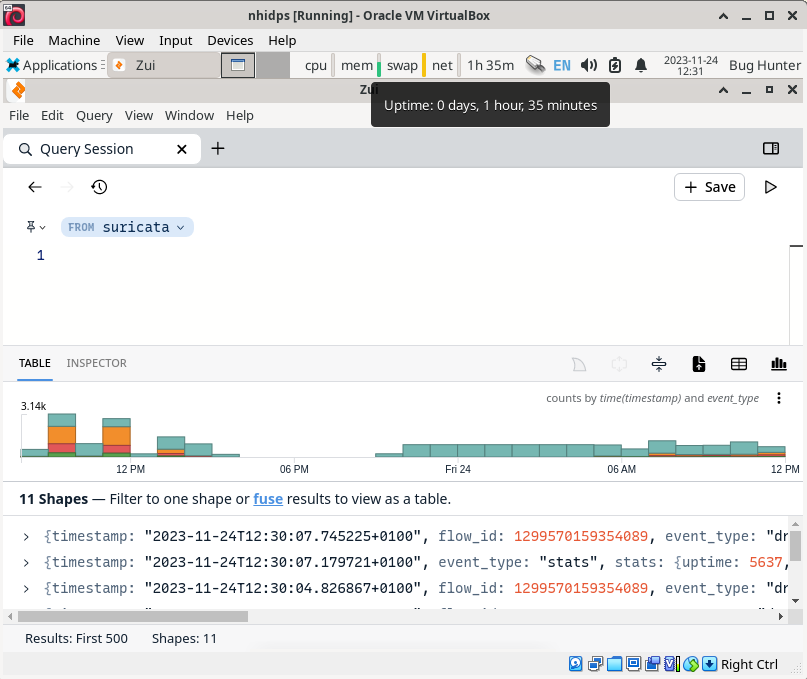 nhidps [Running] - Oracle VM VirtualBox
File Machine View Input Devices Help
Applications Zui cpu mem swap net 1h 35m EN 2023-11-24 12:31 Bug Hunter
Zui
Uptime: 0 days, 1 hour, 35 minutes
File Edit Query View Window Help
Query Session
Save
FROM suricata
1
TABLE INSPECTOR
counts by time(timestamp) and event_type
3.14k
12 PM 06 PM Fri 24 06 AM 12 PM
11 Shapes — Filter to one shape or fuse results to view as a table.
{timestamp: "2023-11-24T12:30:07.745225+0100", flow_id: 1299570159354089, event_type: "dr
{timestamp: "2023-11-24T12:30:07.179721+0100", event_type: "stats", stats: {uptime: 5637,
{timestamp: "2023-11-24T12:30:04.826867+0100", flow_id: 1299570159354089, event_type: "dr
Results: First 500 Shapes: 11
Right Ctrl